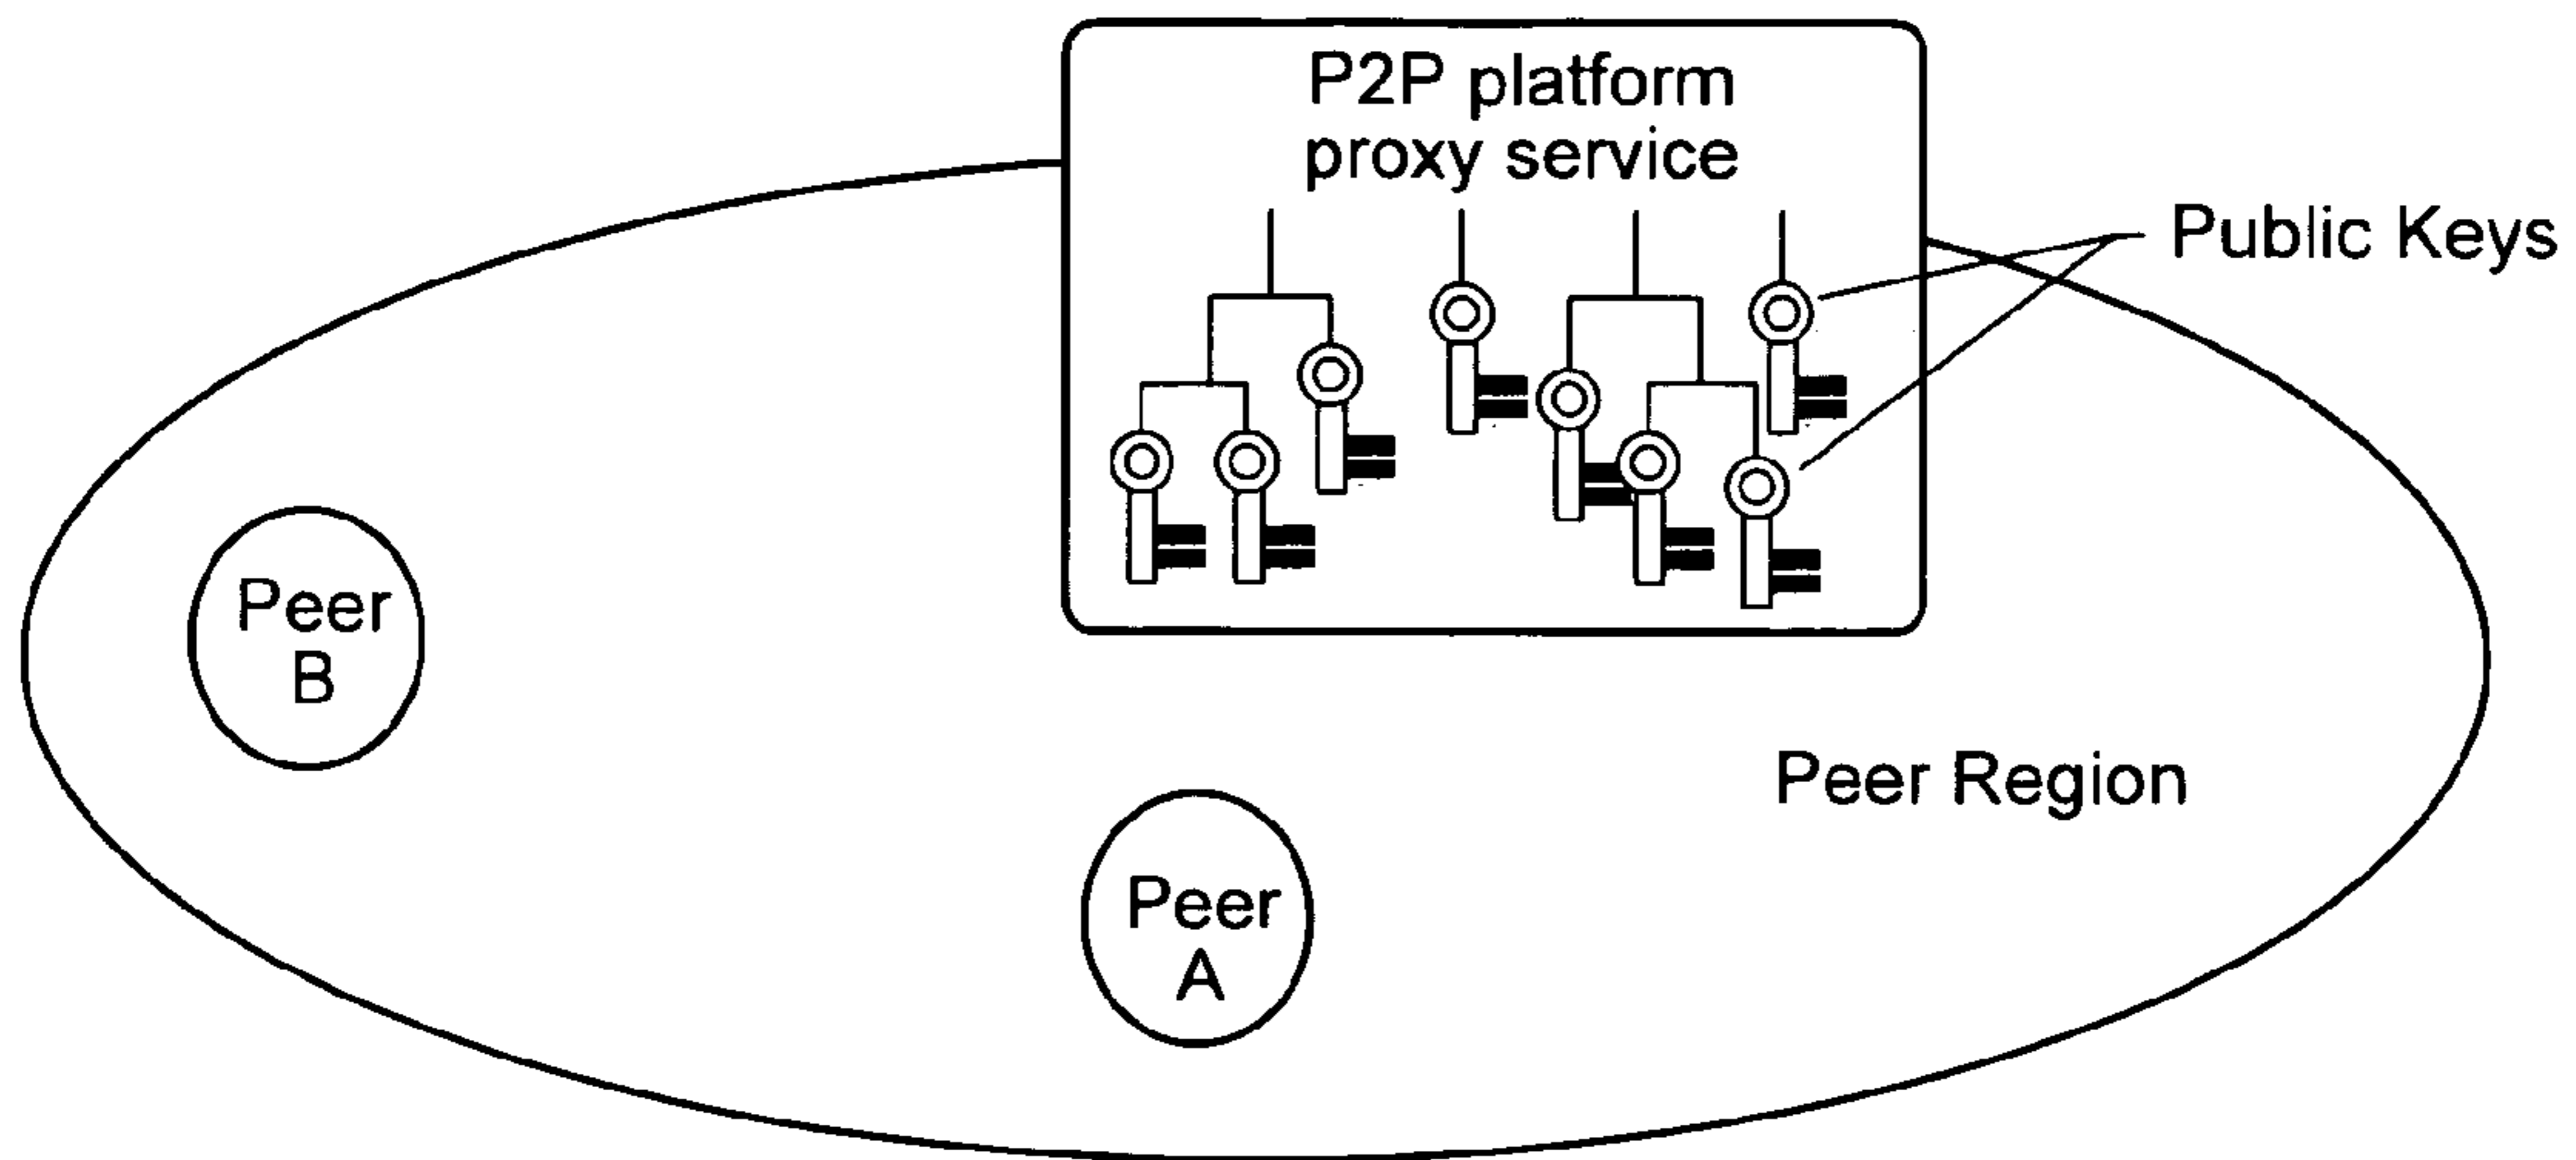 P2P platform
proxy service
Public Keys
Peer
B
Peer Region
Peer
A